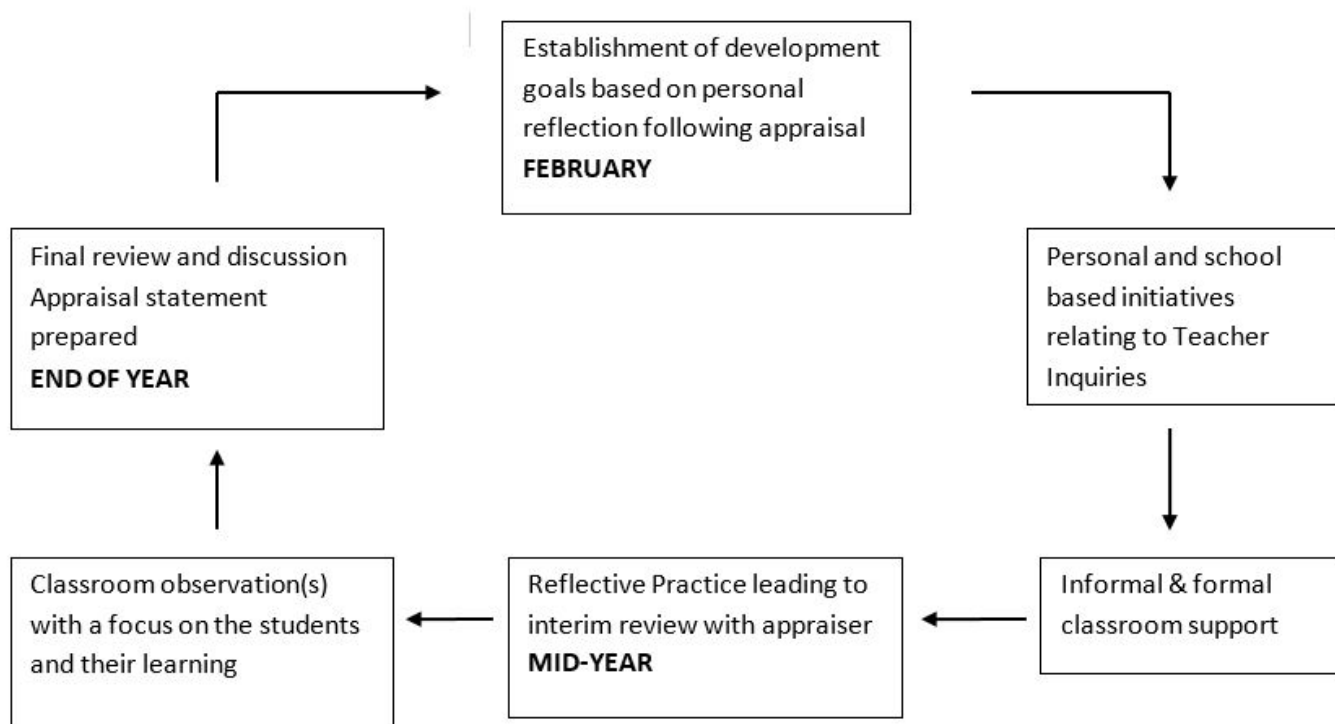 Establishment of development
goals based on personal
reflection following appraisal
FEBRUARY
Personal and school
based initiatives
relating to Teacher
Inquiries
Informal & formal
classroom support
Reflective Practice leading to
interim review with appraiser
MID-YEAR
Classroom observation(s)
with a focus on the students
and their learning
Final review and discussion
Appraisal statement
prepared
END OF YEAR